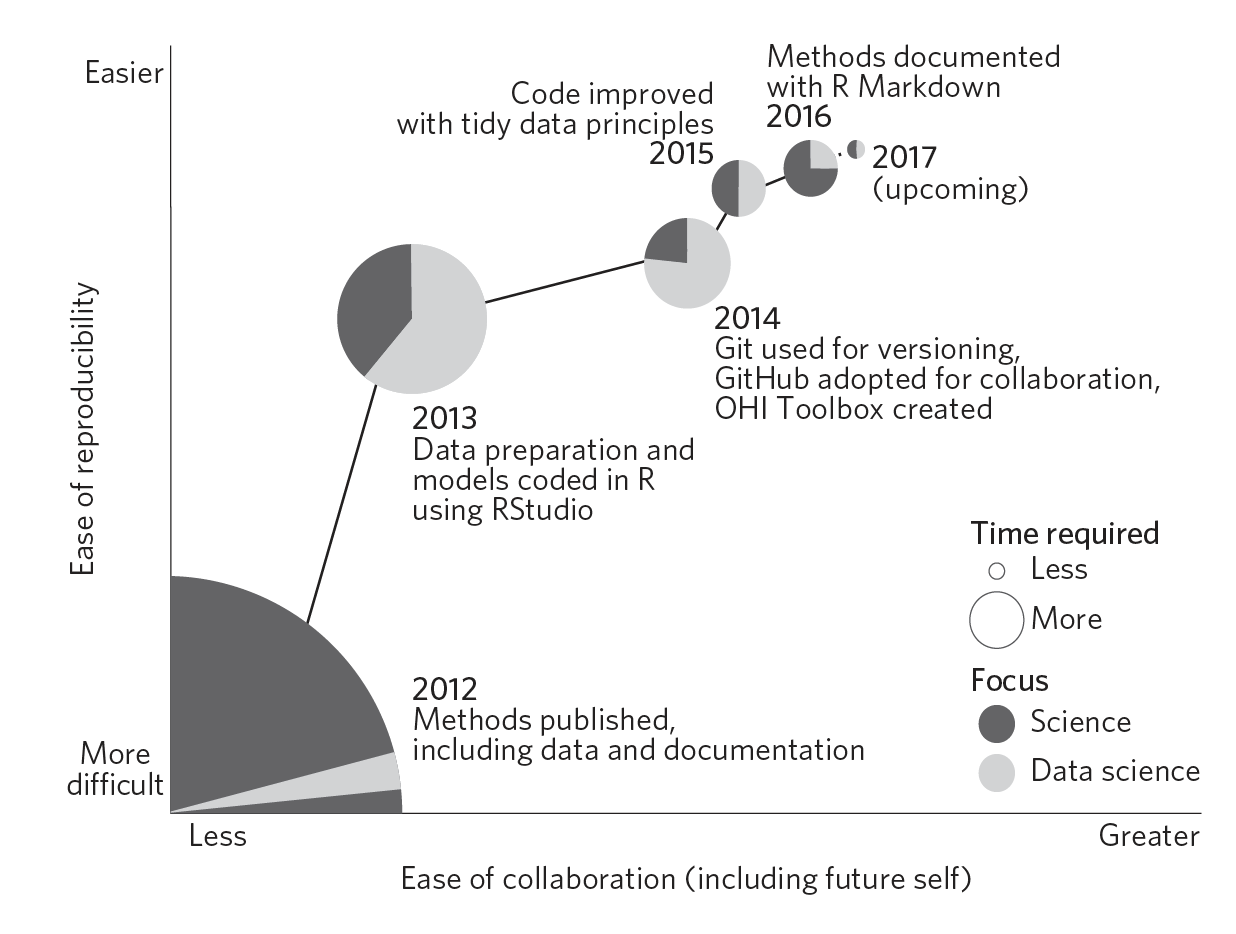 Easier
Methods documented
with R Markdown
2016
Code improved
with tidy data principles
2015
2017
(upcoming)
2014
Git used for versioning,
GitHub adopted for collaboration,
OHI Toolbox created
2013
Data preparation and
models coded in R
using RStudio
Ease of reproducibility
2012
Methods published,
including data and documentation
Time required
Less
More
Focus
Science
Data science
More
difficult
Less
Greater
Ease of collaboration (including future self)